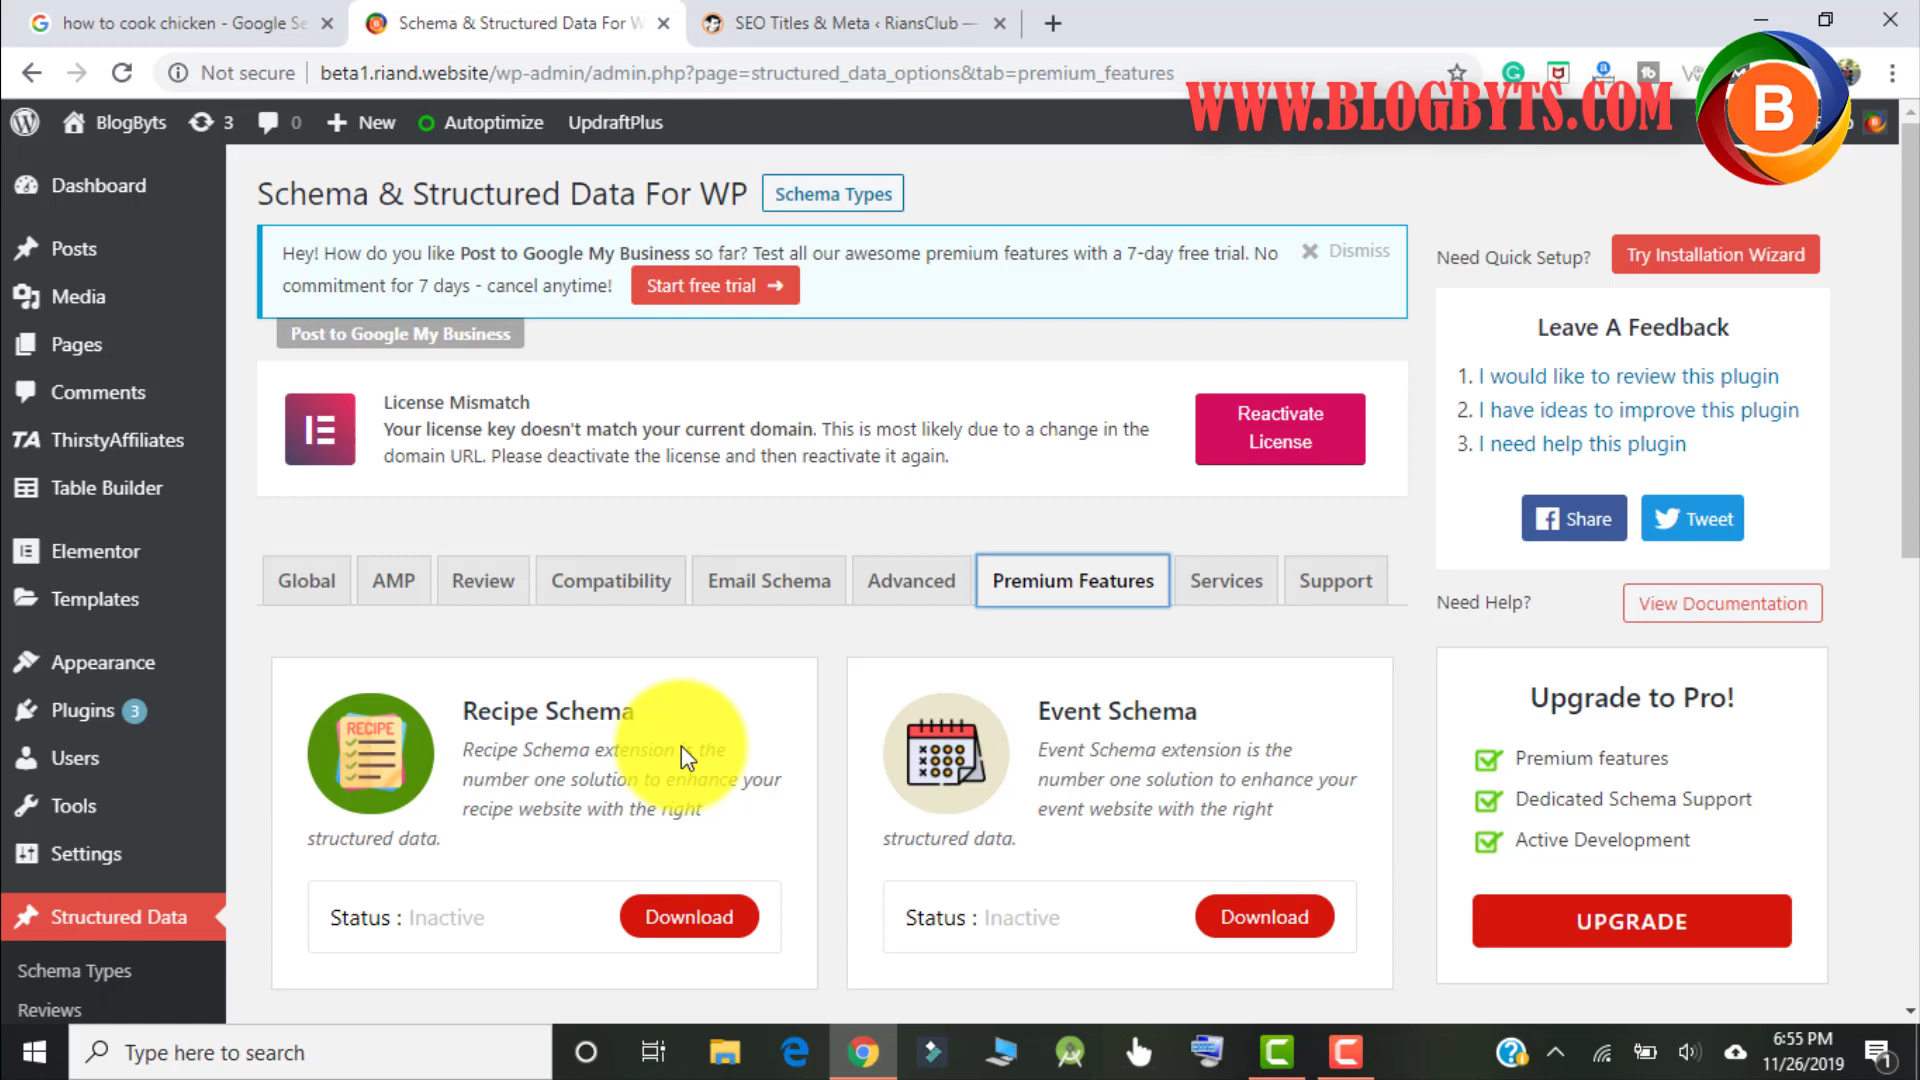 how to cook chicken - Google Se
Schema & Structured Data For W
SEO Titles & Meta ‹ RiansClub —
Not secure
beta1.riand.website/wp-admin/admin.php?page=structured_data_options&tab=premium_features
WWW.BLOGBYTS.COM
B
BlogByts
3
0
New
Autoptimize
UpdraftPlus
Dashboard
Posts
Media
Pages
Comments
TA ThirstyAffiliates
Table Builder
Elementor
Templates
Appearance
Plugins 3
Users
Tools
Settings
Structured Data
Schema Types
Reviews
Schema & Structured Data For WP
Schema Types
Hey! How do you like Post to Google My Business so far? Test all our awesome premium features with a 7-day free trial. No
commitment for 7 days - cancel anytime!
Start free trial →
Dismiss
Post to Google My Business
License Mismatch
Your license key doesn't match your current domain. This is most likely due to a change in the
domain URL. Please deactivate the license and then reactivate it again.
Reactivate
License
Global
AMP
Review
Compatibility
Email Schema
Advanced
Premium Features
Services
Support
RECIPE
Recipe Schema
Recipe Schema extension is the
number one solution to enhance your
recipe website with the right
structured data.
Status : Inactive
Download
Event Schema
Event Schema extension is the
number one solution to enhance your
event website with the right
structured data.
Status : Inactive
Download
Need Quick Setup?
Try Installation Wizard
Leave A Feedback
1. I would like to review this plugin
2. I have ideas to improve this plugin
3. I need help this plugin
Share
Tweet
Need Help?
View Documentation
Upgrade to Pro!
Premium features
Dedicated Schema Support
Active Development
UPGRADE
Type here to search
6:55 PM
11/26/2019
1